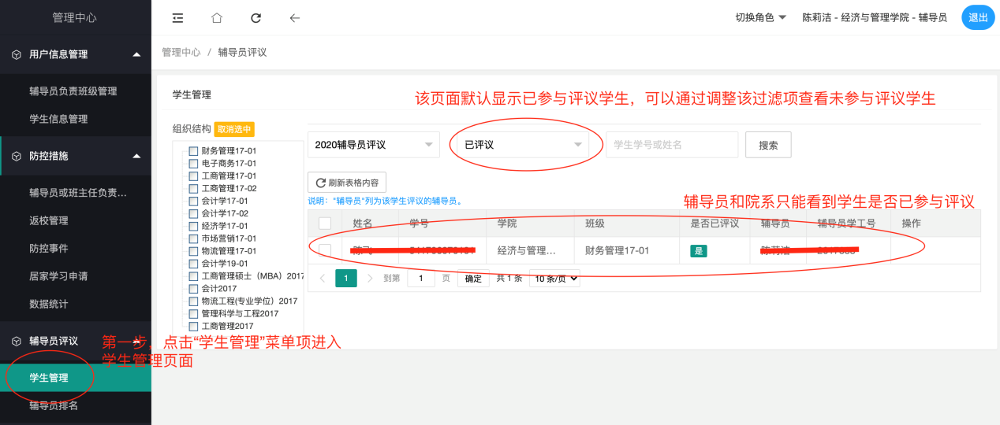 管理中心
切换角色
陈莉洁 - 经济与管理学院 - 辅导员
退出
用户信息管理
管理中心 / 辅导员评议
辅导员负责班级管理
学生信息管理
防控措施
辅导员或班主任负责...
返校管理
防控事件
居家学习申请
数据统计
辅导员评议
学生管理
辅导员排名
第一步，点击“学生管理”菜单项进入
学生管理页面
学生管理
该页面默认显示已参与评议学生，可以通过调整该过滤项查看未参与评议学生
组织结构 取消选中
财务管理17-01
电子商务17-01
工商管理17-01
工商管理17-02
会计学17-01
会计学17-02
经济学17-01
市场营销17-01
物流管理17-01
会计学19-01
工商管理硕士（MBA）2017
会计2017
物流工程(专业学位）2017
管理科学与工程2017
工商管理2017
2020辅导员评议 已评议 学生学号或姓名 搜索
刷新表格内容
说明："辅导员"列为该学生评议的辅导员。
辅导员和院系只能看到学生是否已参与评议
姓名 学号 学院 班级 是否已评议 辅导员 辅导员学工号 操作
经济与管理... 财务管理17-01 是
1 到第 1 页 确定 共 1 条 10 条/页